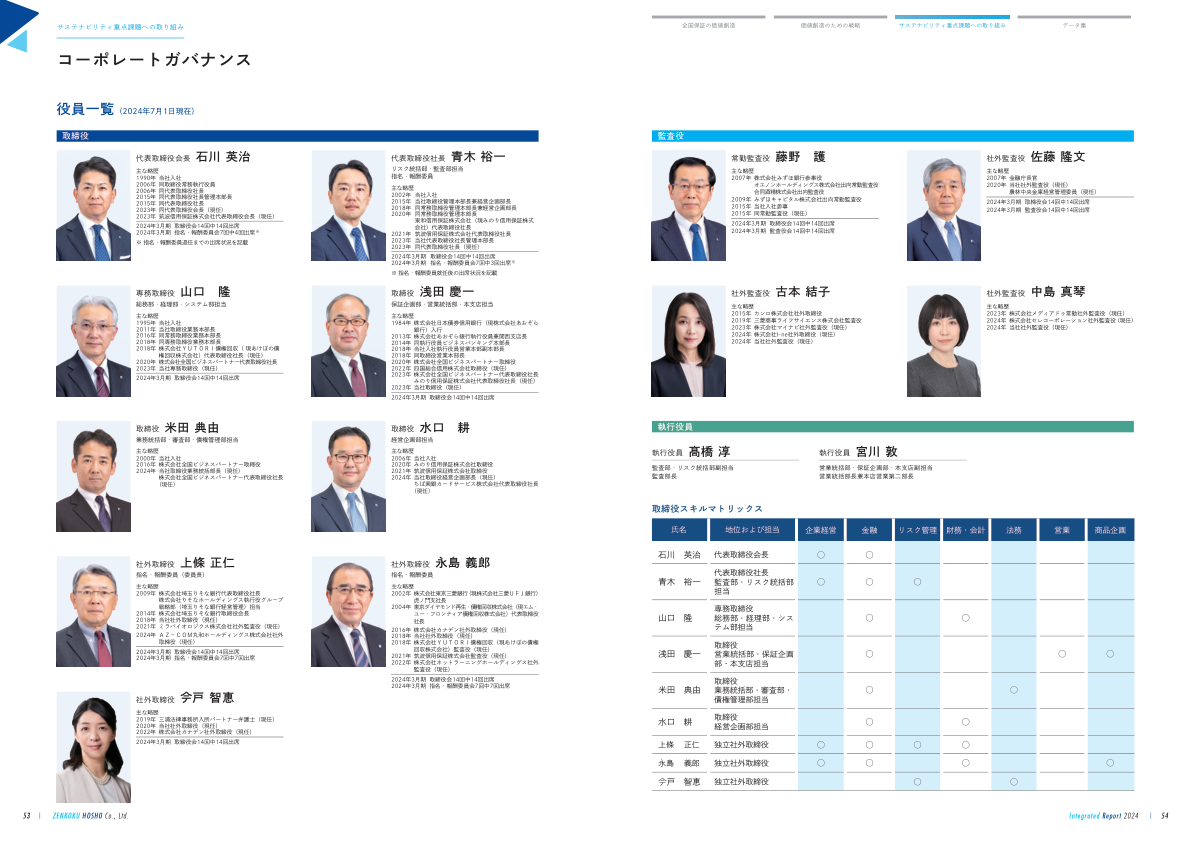 サステナビリティ重点課題への取り組み
コーポレートガバナンス
全国保証の価値創造
価値創造のための戦略
サステナビリティ重点課題への取り組み
データ集
役員一覧（2024年7月1日現在）
取締役
代表取締役会長 石川 英治
主な略歴
1990年 当社入社
2006年 同取締役常務執行役員
2006年 同代表取締役社長
2015年 同代表取締役社長管理本部長
2015年 同代表取締役社長
2023年 同代表取締役会長（現任）
2023年 筑波信用保証株式会社代表取締役会長（現任）
2024年3月期 取締役会14回中14回出席
2024年3月期 指名・報酬委員会7回中4回出席※
※ 指名・報酬委員退任までの出席状況を記載
代表取締役社長 青木 裕一
リスク統括部・監査部担当
指名・報酬委員
主な略歴
2002年 当社入社
2015年 当社取締役管理本部長兼経営企画部長
2018年 同常務取締役管理本部長兼経営企画部長
2020年 同常務取締役管理本部長
東和信用保証株式会社（現みのり信用保証株式
会社）代表取締役社長
2021年 筑波信用保証株式会社代表取締役社長
2023年 当社代表取締役社長管理本部長
2023年 同代表取締役社長（現任）
2024年3月期 取締役会14回中14回出席
2024年3月期 指名・報酬委員会7回中3回出席※
※ 指名・報酬委員就任後の出席状況を記載
専務取締役 山口 隆
総務部・経理部・システム部担当
主な略歴
1995年 当社入社
2011年 当社取締役業務本部長
2016年 同常務取締役業務本部長
2018年 同専務取締役業務本部長
2018年 株式会社YUTORI債権回収（現あけぼの債
権回収株式会社）代表取締役社長（現任）
2020年 株式会社全国ビジネスパートナー代表取締役社長
2023年 当社専務取締役（現任）
2024年3月期 取締役会14回中14回出席
取締役 浅田 慶一
保証企画部・営業統括部・本支店担当
主な略歴
1984年 株式会社日本債券信用銀行（現株式会社あおぞら
銀行）入行
2013年 株式会社あおぞら銀行執行役員東関西支店長
2014年 同執行役員ビジネスバンキング本部長
2018年 当社入社執行役員営業本部副本部長
2018年 同取締役営業本部長
2020年 株式会社全国ビジネスパートナー取締役
2022年 四国総合信用株式会社取締役（現任）
2023年 株式会社全国ビジネスパートナー代表取締役社長
みのり信用保証株式会社代表取締役社長（現任）
2023年 当社取締役（現任）
2024年3月期 取締役会14回中14回出席
取締役 米田 典由
業務統括部・審査部・債権管理部担当
主な略歴
2000年 当社入社
2016年 株式会社全国ビジネスパートナー取締役
2024年 当社取締役業務統括部長（現任）
株式会社全国ビジネスパートナー代表取締役社長
（現任）
取締役 水口 耕
経営企画部担当
主な略歴
2006年 当社入社
2020年 みのり信用保証株式会社取締役
2021年 筑波信用保証株式会社取締役
2024年 当社取締役経営企画部長（現任）
ちば興銀カードサービス株式会社代表取締役社長
（現任）
社外取締役 上條 正仁
指名・報酬委員（委員長）
主な略歴
2009年 株式会社埼玉りそな銀行代表取締役社長
株式会社りそなホールディングス執行役グループ
戦略部（埼玉りそな銀行経営管理）担当
2014年 株式会社埼玉りそな銀行取締役会長
2018年 当社社外取締役（現任）
2021年 ミライバイオロジクス株式会社社外監査役（現任）
2024年 AZ-COM丸和ホールディングス株式会社社外
取締役（現任）
2024年3月期 取締役会14回中14回出席
2024年3月期 指名・報酬委員会7回中7回出席
社外取締役 永島 義郎
指名・報酬委員
主な略歴
2002年 株式会社東京三菱銀行（現株式会社三菱UFJ銀行）
虎ノ門支社長
2004年 東京ダイヤモンド再生・債権回収株式会社（現エム・
ユー・フロンティア債権回収株式会社）代表取締役
社長
2016年 株式会社カナデン社外取締役（現任）
2018年 当社社外取締役（現任）
2018年 株式会社YUTORI債権回収（現あけぼの債権
回収株式会社）監査役（現任）
2021年 筑波信用保証株式会社監査役（現任）
2022年 株式会社ネットラーニングホールディングス社外
監査役（現任）
2024年3月期 取締役会14回中14回出席
2024年3月期 指名・報酬委員会7回中7回出席
社外取締役 今戸 智恵
主な略歴
2020年 当社社外取締役（現任）
2022年 株式会社カナデン社外取締役（現任）
2024年3月期 取締役会14回中14回出席
監査役
常勤監査役 藤野 護
主な略歴
2007年 株式会社みずほ銀行参事役
オエノンホールディングス株式会社出向常勤監査役
合同酒精株式会社出向監査役
2009年 みずほキャピタル株式会社出向常勤監査役
2015年 当社入社参事
2015年 同常勤監査役（現任）
2024年3月期 取締役会14回中14回出席
2024年3月期 監査役会14回中14回出席
社外監査役 佐藤 隆文
主な略歴
2007年 金融庁長官
2020年 当社社外監査役（現任）
農林中央金庫経営管理委員（現任）
2024年3月期 取締役会14回中14回出席
2024年3月期 監査役会14回中14回出席
社外監査役 古本 結子
主な略歴
2015年 カンロ株式会社社外取締役
2019年 三菱商事ライフサイエンス株式会社監査役
2023年 株式会社マイナビ社外監査役（現任）
2024年 当社社外監査役（現任）
社外監査役 中島 真琴
主な略歴
2023年 株式会社メディアドゥ常勤社外監査役（現任）
2024年 株式会社セレコーポレーション社外監査役（現任）
2024年 当社社外監査役（現任）
執行役員
執行役員 髙橋 淳
監査部・リスク統括部副担当
監査部長
執行役員 宮川 敦
営業統括部・保証企画部・本支店副担当
営業統括部長兼本店営業第二部長
取締役スキルマトリックス
氏名 地位および担当 企業経営 金融 リスク管理 財務・会計 法務 営業 商品企画
石川 英治 代表取締役会長 ○ ○
青木 裕一 代表取締役社長
監査部・リスク統括部
担当 ○ ○ ○
山口 隆 専務取締役
総務部・経理部・シス
テム部担当 ○ ○
浅田 慶一 取締役
営業統括部・保証企画
部・本支店担当 ○ ○ ○
米田 典由 取締役
業務統括部・審査部・
債権管理部担当 ○ ○
水口 耕 取締役
経営企画部担当 ○ ○
上條 正仁 独立社外取締役 ○ ○ ○ ○
永島 義郎 独立社外取締役 ○ ○ ○ ○
今戸 智恵 独立社外取締役 ○ ○
53 | ZENKOKU HOSHO Co., Ltd.
Integrated Report 2024 | 54